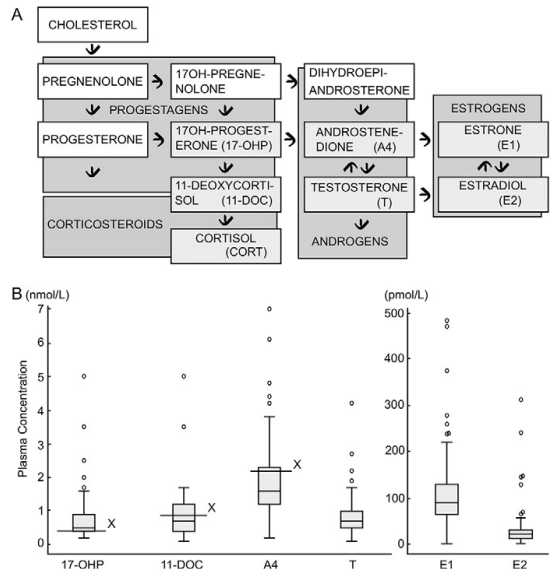 A
CHOLESTEROL
PREGNENOLONE
17OH-PREGNE-
NOLONE
DIHYDROEPI-
ANDROSTERONE
PROGESTAGENS
ESTROGENS
PROGESTERONE
17OH-PROGEST-
ERONE (17-OHP)
ANDROSTENE-
DIONE (A4)
ESTRONE
(E1)
11-DEOXYCORTI-
SOL (11-DOC)
TESTOSTERONE
(T)
ESTRADIOL
(E2)
CORTICOSTEROIDS
CORTISOL
(CORT)
ANDROGENS
B (nmol/L)
(pmol/L)
Plasma Concentration
7
6
5
4
3
2
1
0
X
X
X
500
400
300
200
100
0
17-OHP 11-DOC A4 T E1 E2